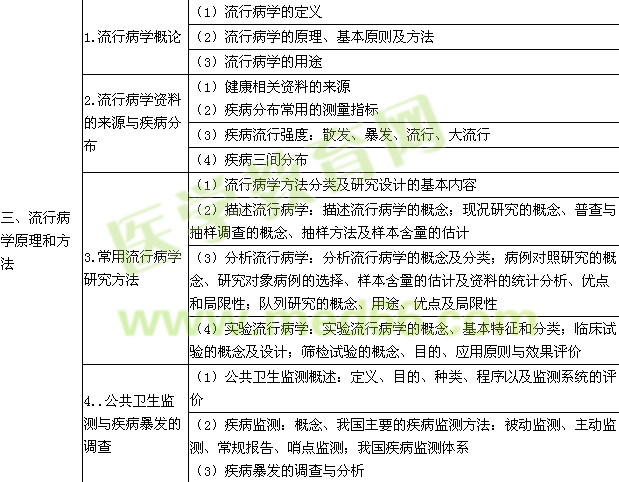 三、流行病
学原理和方
法
1.流行病学概论
（1）流行病学的定义
（2）流行病学的原理、基本原则及方法
（3）流行病学的用途
2.流行病学资料
的来源与疾病分
布
（1）健康相关资料的来源
（2）疾病分布常用的测量指标
（3）疾病流行强度：散发、暴发、流行、大流行
（4）疾病三间分布
3.常用流行病学
研究方法
（1）流行病学方法分类及研究设计的基本内容
（2）描述流行病学：描述流行病学的概念；现况研究的概念、普查与
抽样调查的概念、抽样方法及样本含量的估计
（3）分析流行病学：分析流行病学的概念及分类；病例对照研究的概
念、研究对象病例的选择、样本含量的估计及资料的统计分析、优点
和局限性；队列研究的概念、用途、优点及局限性
（4）实验流行病学：实验流行病学的概念、基本特征和分类；临床试
验的概念及设计；筛检试验的概念、目的、应用原则与效果评价
4..公共卫生监
测与疾病暴发的
调查
（1）公共卫生监测概述：定义、目的、种类、程序以及监测系统的评
价
（2）疾病监测：概念、我国主要的疾病监测方法：被动监测、主动监
测、常规报告、哨点监测；我国疾病监测体系
（3）疾病暴发的调查与分析
医学教育网
www.med66.com